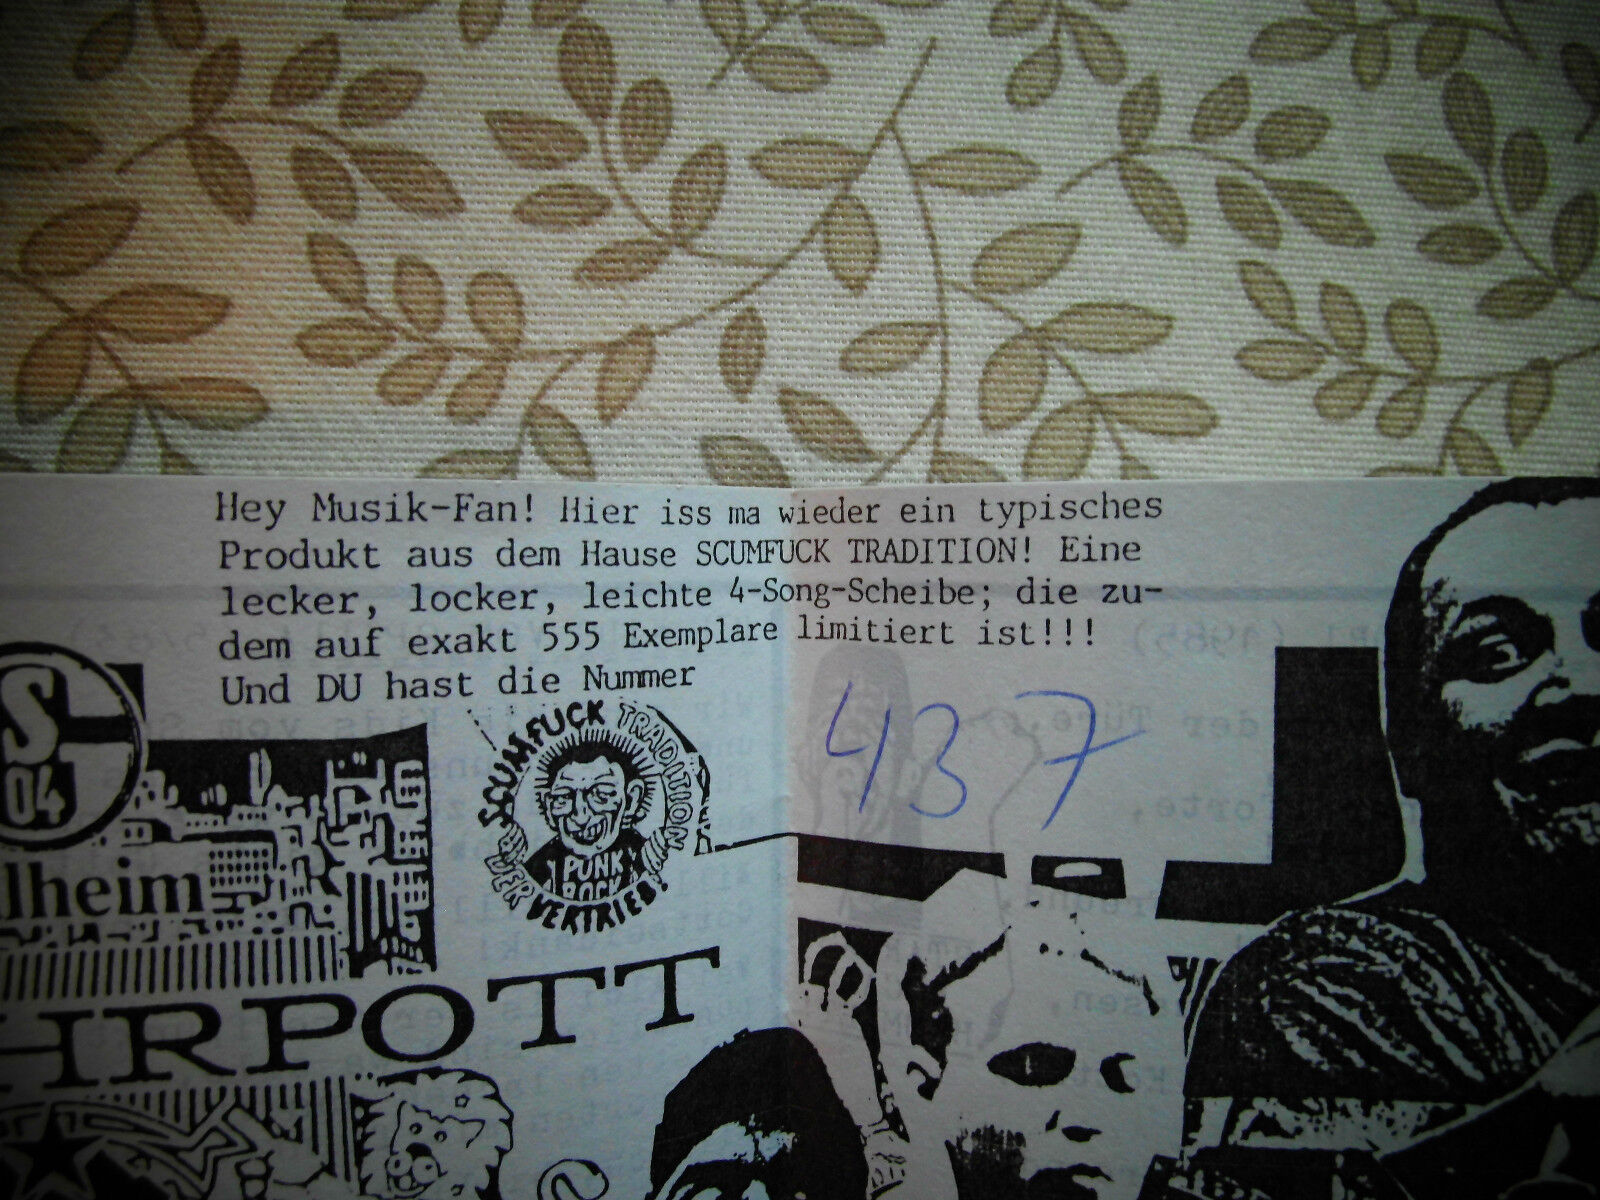 Hey Musik-Fan! Hier iss ma wieder ein typisches
Produkt aus dem Hause SCUMFUCK TRADITION! Eine
lecker, locker, leichte 4-Song-Scheibe; die zu-
dem auf exakt 555 Exemplare limitiert ist!!!
Und DU hast die Nummer
437
S
04
SCUMFUCK TRADITION
DER VERTRIEB!
PUNK
ROCK
lheim
HRPOTT